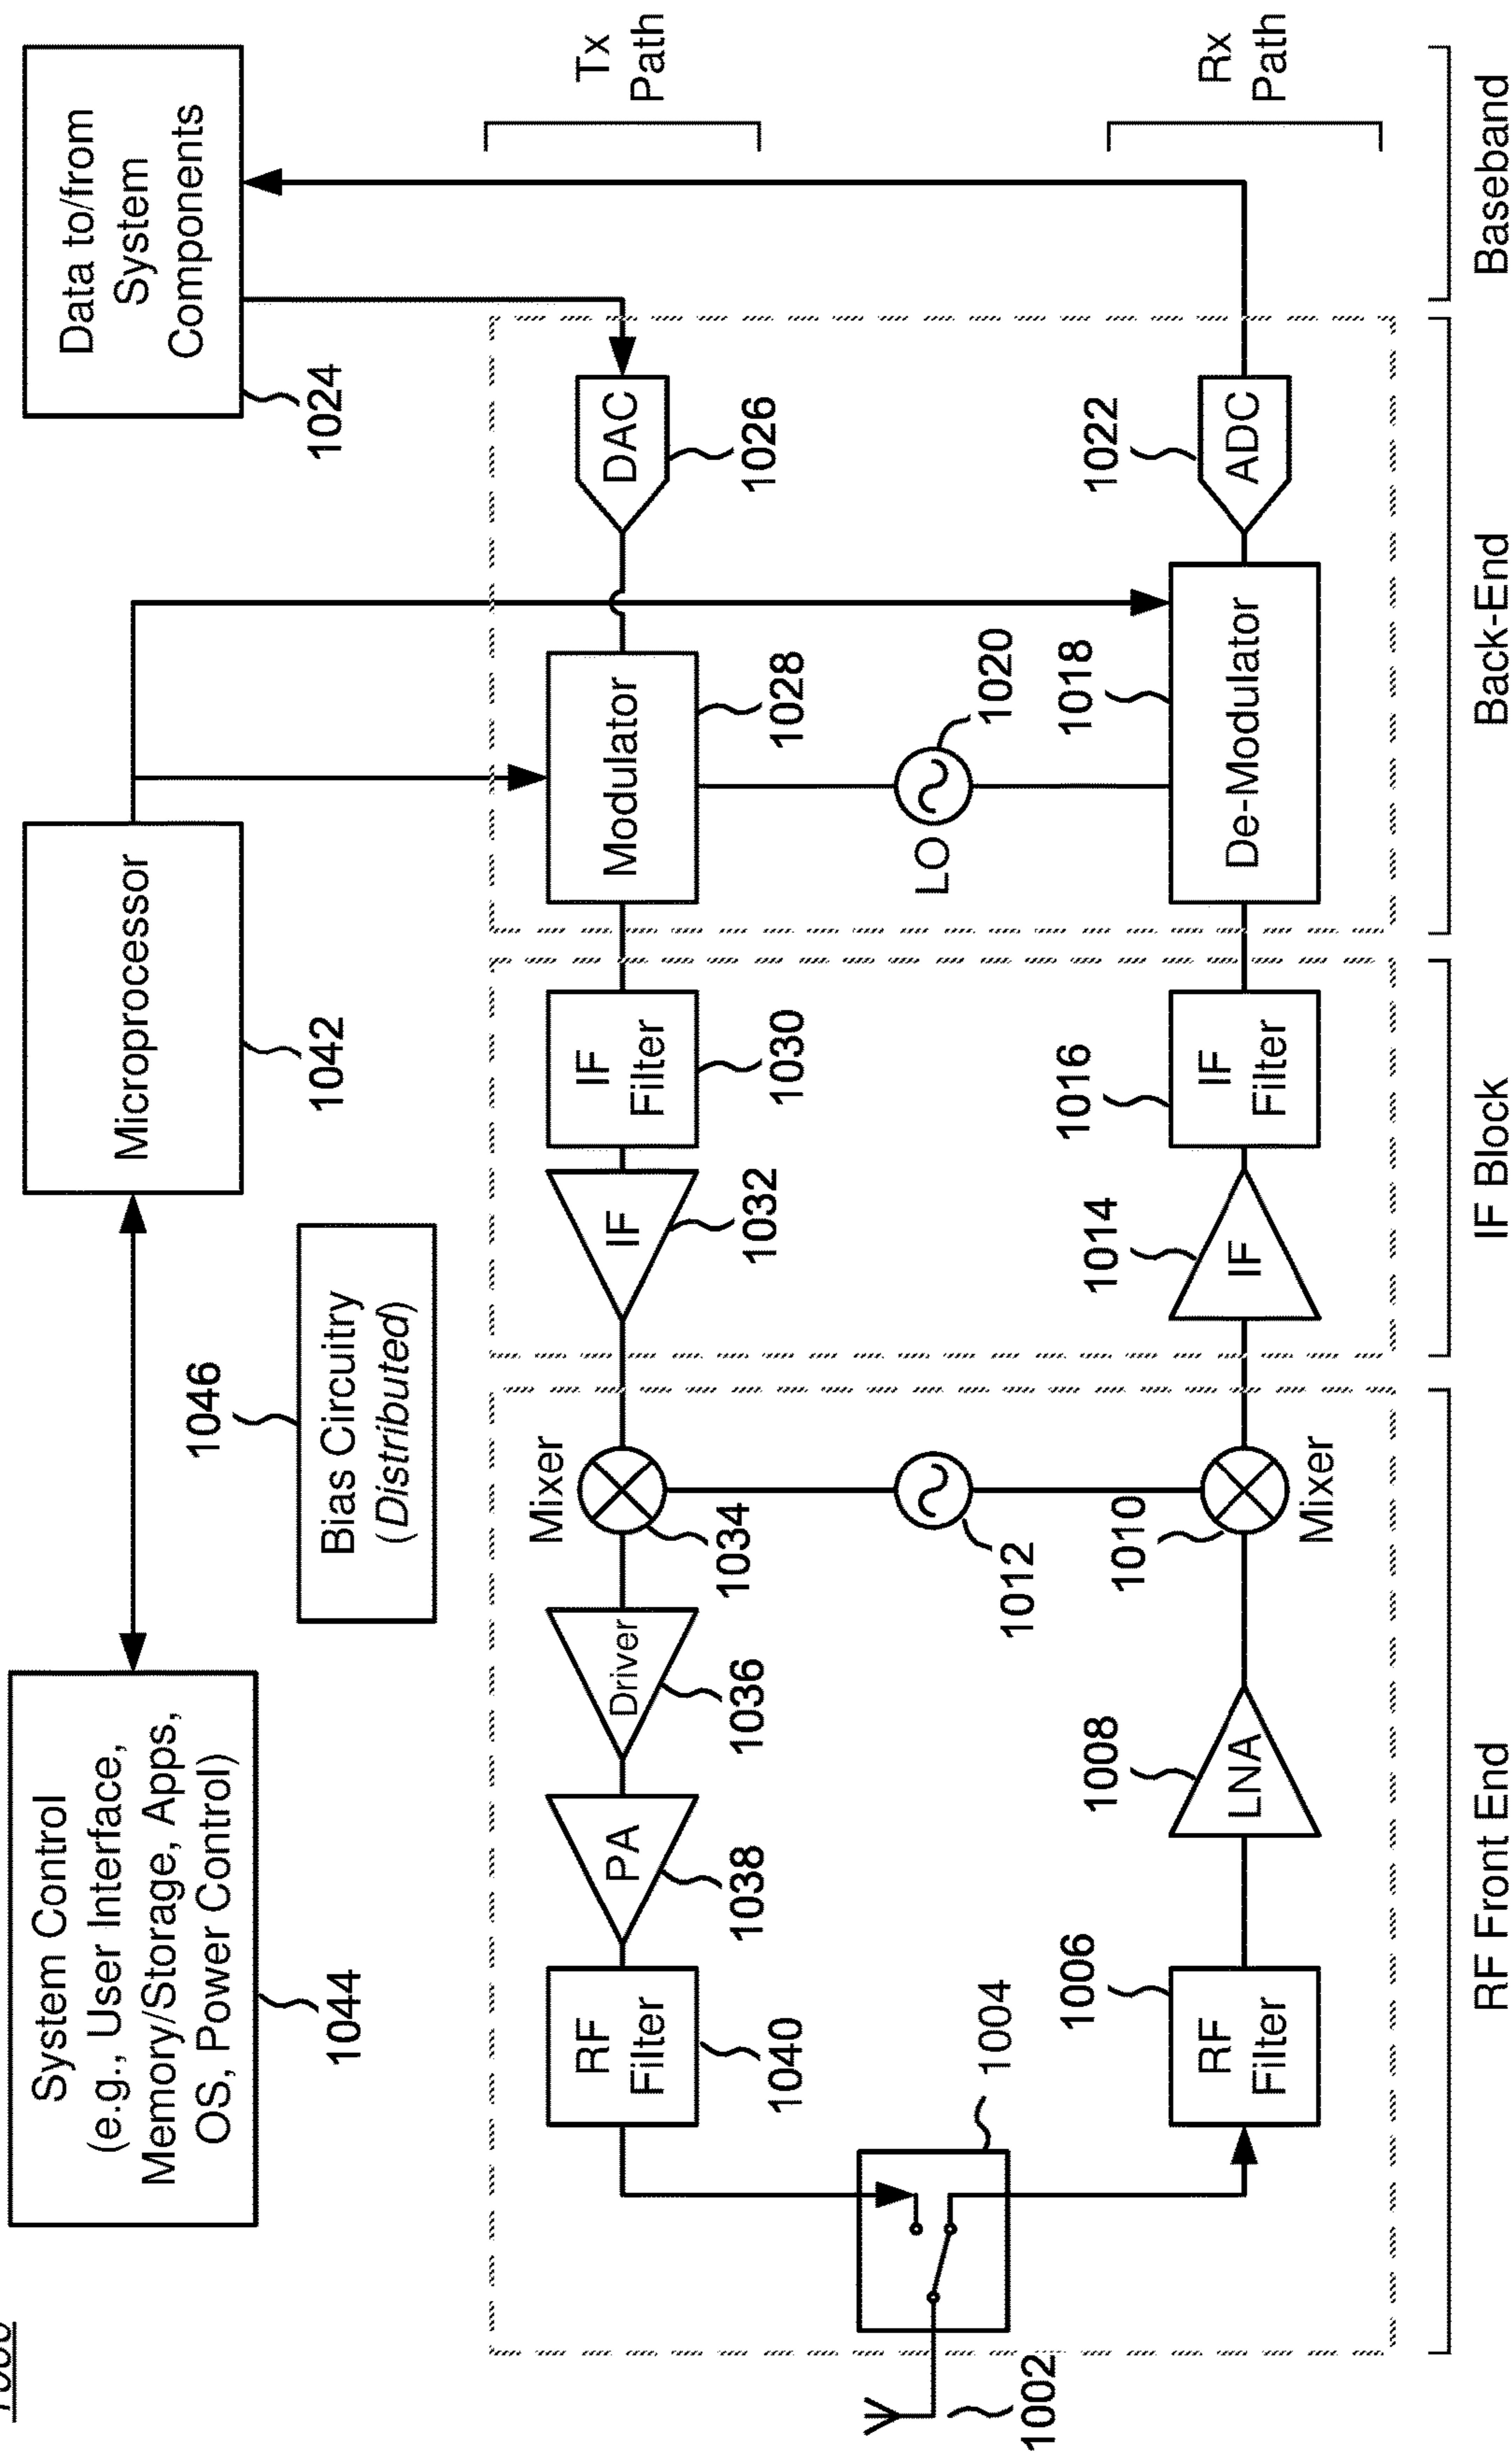 1000
System Control
(e.g., User Interface,
Memory/Storage, Apps,
OS, Power Control)
1044
Microprocessor
1042
Data to/from
System
Components
1024
1046
Bias Circuitry
(Distributed)
Tx
Path
RF
Filter
1040
PA
1038
Driver
1036
Mixer
1034
IF
1032
IF
Filter
1030
Modulator
1028
DAC
1026
1002
1004
1012
LO
1020
Rx
Path
1006
RF
Filter
1008
LNA
1010
Mixer
1014
IF
1016
IF
Filter
1018
De-Modulator
1022
ADC
RF Front End
IF Block
Back-End
Baseband